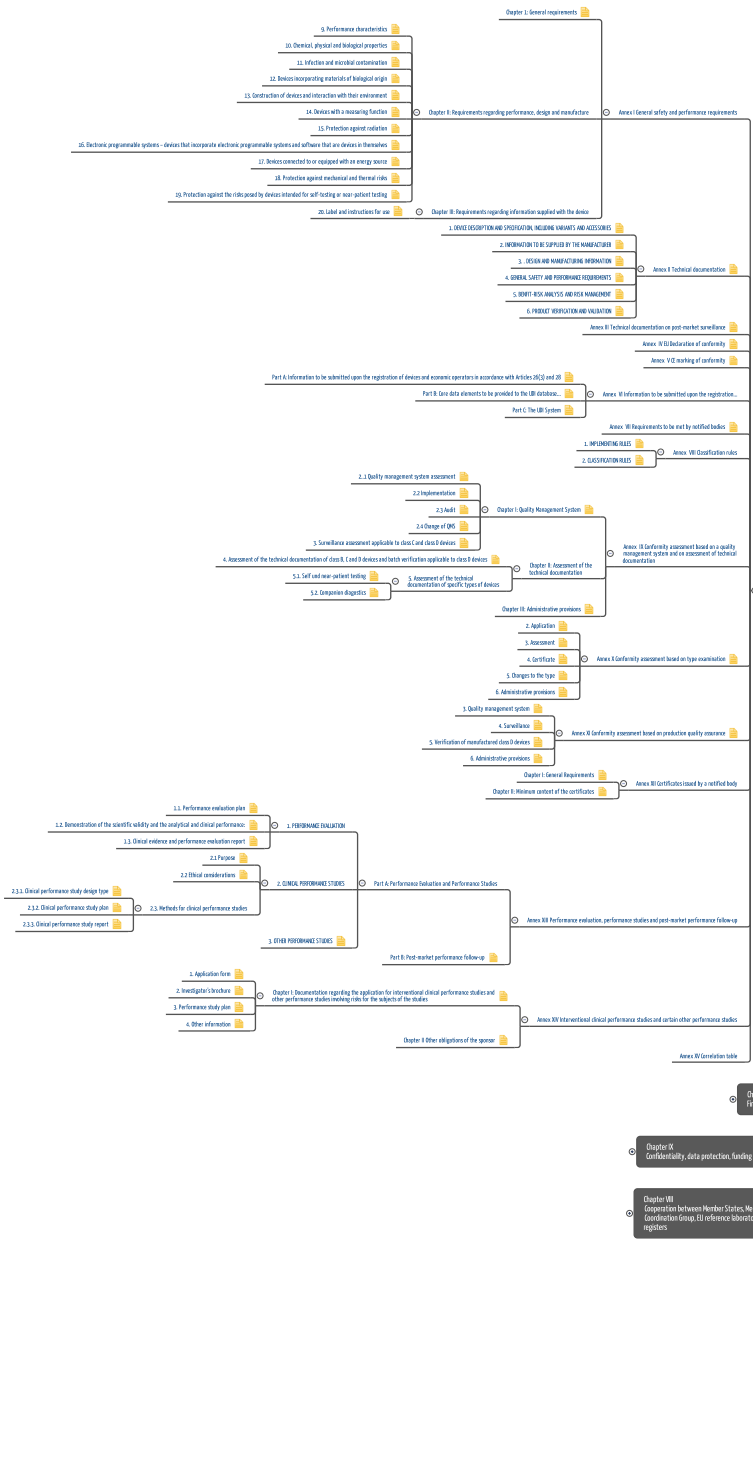 Chapter 1: General requirements
9. Performance characteristics
10. Chemical, physical and biological properties
11. Infection and microbial contamination
12. Devices incorporating materials of biological origin
13. Construction of devices and interaction with their environment
14. Devices with a measuring function
Chapter II: Requirements regarding performance, design and manufacture
Annex I General safety and performance requirements
15. Protection against radiation
16. Electronic programmable systems – devices that incorporate electronic programmable systems and software that are devices in themselves
17. Devices connected to or equipped with an energy source
18. Protection against mechanical and thermal risks
19. Protection against the risks posed by devices intended for self-testing or near-patient testing
20. Label and instructions for use
Chapter III: Requirements regarding information supplied with the device
1. DEVICE DESCRIPTION AND SPECIFICATION, INCLUDING VARIANTS AND ACCESSORIES
2. INFORMATION TO BE SUPPLIED BY THE MANUFACTURER
3. . DESIGN AND MANUFACTURING INFORMATION
Annex II Technical documentation
4. GENERAL SAFETY AND PERFORMANCE REQUIREMENTS
5. BENFIT-RISK ANALYSIS AND RISK MANAGEMENT
6. PRODUCT VERIFICATION AND VALIDATION
Annex III Technical documentation on post-market surveillance
Annex IV EU Declaration of conformity
Annex V CE marking of conformity
Part A: Information to be submitted upon the registration of devices and economic operators in accordance with Articles 26(3) and 28
Part B: Core data elements to be provided to the UDI database...
Annex VI Information to be submitted upon the registration...
Part C: The UDI System
Annex VII Requirements to be met by notified bodies
1. IMPLEMENTING RULES
Annex VIII Classification rules
2. CLASSIFICATION RULES
2..1 Quality management system assessment
2.2 Implementation
2.3 Audit
Chapter I: Quality Management System
2.4 Change of QMS
3. Surveillance assessment applicable to class C and class D devices
Annex IX Conformity assessment based on a quality
management system and on assessment of technical
documentation
4. Assessment of the technical documentation of class B, C and D devices and batch verification applicable to class D devices
Chapter II: Assessment of the
technical documentation
5.1. Self und near-patient testing
5. Assessment of the technical
documentation of specific types of devices
5.2. Companion diagostics
Chapter III: Administrative provisions
2. Application
3. Assessment
4. Certificate
Annex X Conformity assessment based on type examination
5. Changes to the type
6. Administrative provisions
3. Quality management system
4. Surveillance
Annex XI Conformity assessment based on production quality assurance
5. Verification of manufactured class D devices
6. Administrative provisions
Chapter I: General Requirements
Annex XII Certificates issued by a notified body
Chapter II: Minimum content of the certificates
1.1. Performance evaluation plan
1.2. Demonstration of the scientific validity and the analytical and clinical performance:
1. PERFORMANCE EVALUATION
1.3. Clinical evidence and performance evaluation report
2.1 Purpose
2.2 Ethical considerations
2. CLINICAL PERFORMANCE STUDIES
Part A: Performance Evaluation and Performance Studies
2.3.1. Clinical performance study design type
2.3.2. Clinical performance study plan
2.3. Methods for clinical performance studies
2.3.3. Clinical performance study report
Annex XIII Performance evaluation, performance studies and post-market performance follow-up
3. OTHER PERFORMANCE STUDIES
Part B: Post-market performance follow-up
1. Application form
2. Investigator's brochure
Chapter I: Documentation regarding the application for interventional clinical performance studies and
other performance studies involving risks for the subjects of the studies
3. Performance study plan
4. Other information
Annex XIV Interventional clinical performance studies and certain other performance studies
Chapter II Other obligations of the sponsor
Annex XV Correlation table
Ch
Fin
Chapter IX
Confidentiality, data protection, funding
Chapter VIII
Cooperation between Member States, Me
Coordination Group, EU reference laborato
registers